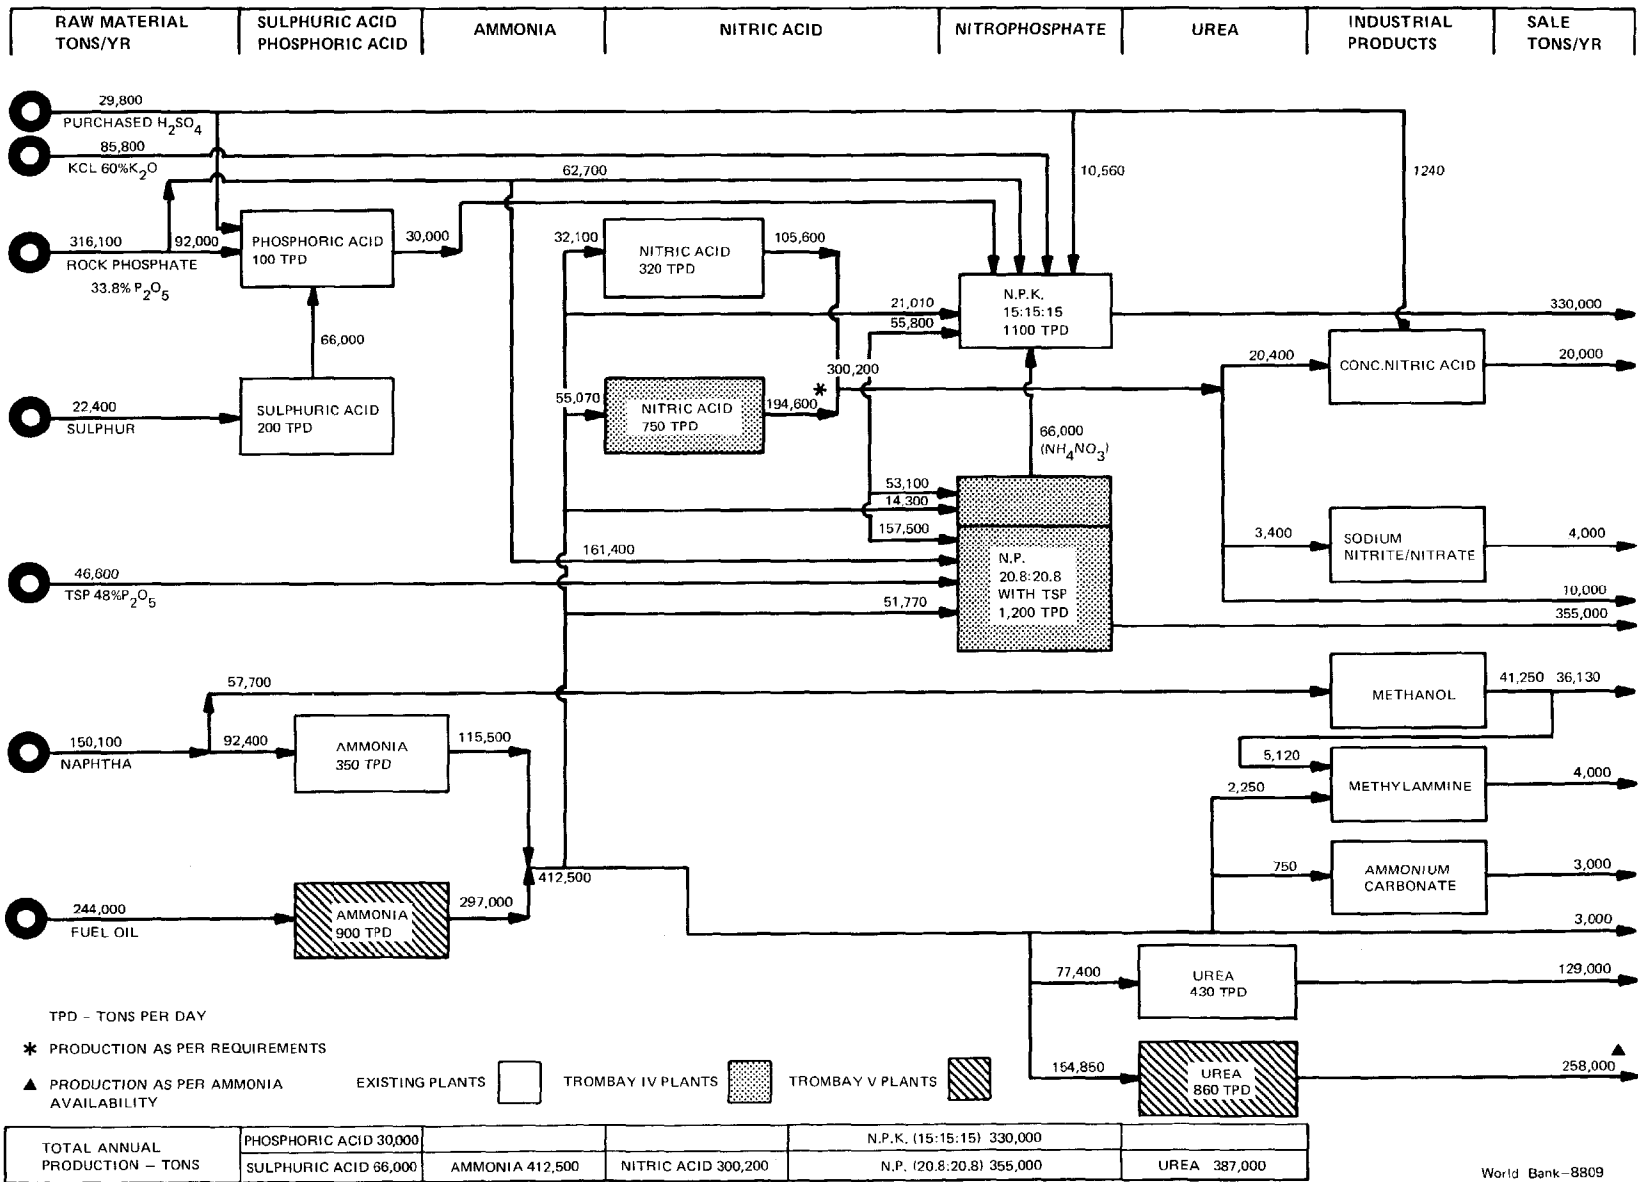 RAW MATERIAL
TONS/YR
SULPHURIC ACID
PHOSPHORIC ACID
AMMONIA
NITRIC ACID
NITROPHOSPHATE
UREA
INDUSTRIAL
PRODUCTS
SALE
TONS/YR
29,800
PURCHASED H2SO4
85,800
KCL 60%K2O
62,700
10,560
1240
316,100
92,000
ROCK PHOSPHATE
33.8% P2O5
PHOSPHORIC ACID
100 TPD
30,000
32,100
NITRIC ACID
320 TPD
105,600
N.P.K.
15:15:15
1100 TPD
21,010
55,800
330,000
66,000
300,200
*
20,400
CONC.NITRIC ACID
20,000
22,400
SULPHUR
SULPHURIC ACID
200 TPD
55,070
NITRIC ACID
750 TPD
194,600
66,000
(NH4NO3)
53,100
14,300
157,500
161,400
3,400
SODIUM
NITRITE/NITRATE
4,000
46,600
TSP 48%P2O5
N.P.
20.8:20.8
WITH TSP
1,200 TPD
51,770
10,000
355,000
57,700
METHANOL
41,250
36,130
150,100
NAPHTHA
92,400
AMMONIA
350 TPD
115,500
5,120
2,250
METHYLAMMINE
4,000
412,500
750
AMMONIUM
CARBONATE
3,000
244,000
FUEL OIL
AMMONIA
900 TPD
297,000
3,000
77,400
UREA
430 TPD
129,000
154,850
UREA
860 TPD
258,000
▲
TPD – TONS PER DAY
* PRODUCTION AS PER REQUIREMENTS
▲ PRODUCTION AS PER AMMONIA
AVAILABILITY
EXISTING PLANTS
TROMBAY IV PLANTS
TROMBAY V PLANTS
TOTAL ANNUAL
PRODUCTION – TONS
PHOSPHORIC ACID 30,000
SULPHURIC ACID 66,000
AMMONIA 412,500
NITRIC ACID 300,200
N.P.K. (15:15:15) 330,000
N.P. (20.8:20.8) 355,000
UREA 387,000
World Bank–8809